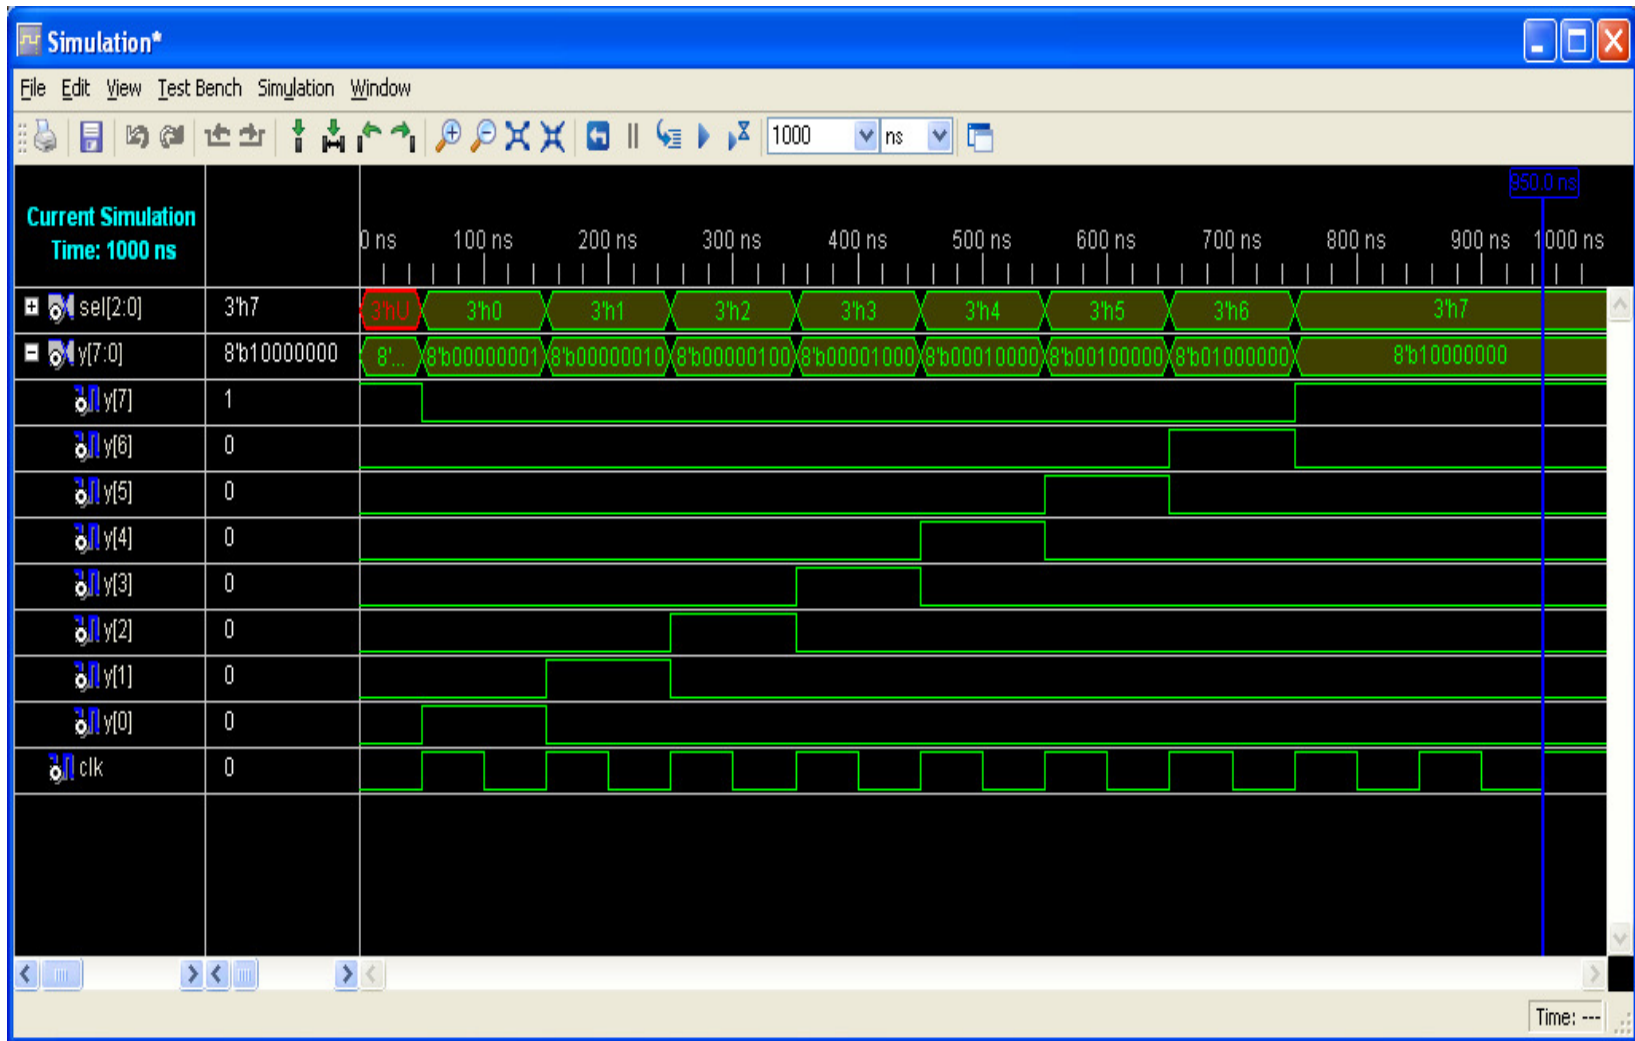 Simulation*
File Edit View Test Bench Simulation Window
1000 ns
950.0 ns
Current Simulation
Time: 1000 ns
0 ns 100 ns 200 ns 300 ns 400 ns 500 ns 600 ns 700 ns 800 ns 900 ns 1000 ns
sel[2:0] 3'h7 3'hU 3'h0 3'h1 3'h2 3'h3 3'h4 3'h5 3'h6 3'h7
y[7:0] 8'b10000000 8'... 8'b00000001 8'b00000010 8'b00000100 8'b00001000 8'b00010000 8'b00100000 8'b01000000 8'b10000000
y[7] 1
y[6] 0
y[5] 0
y[4] 0
y[3] 0
y[2] 0
y[1] 0
y[0] 0
clk 0
Time: ---